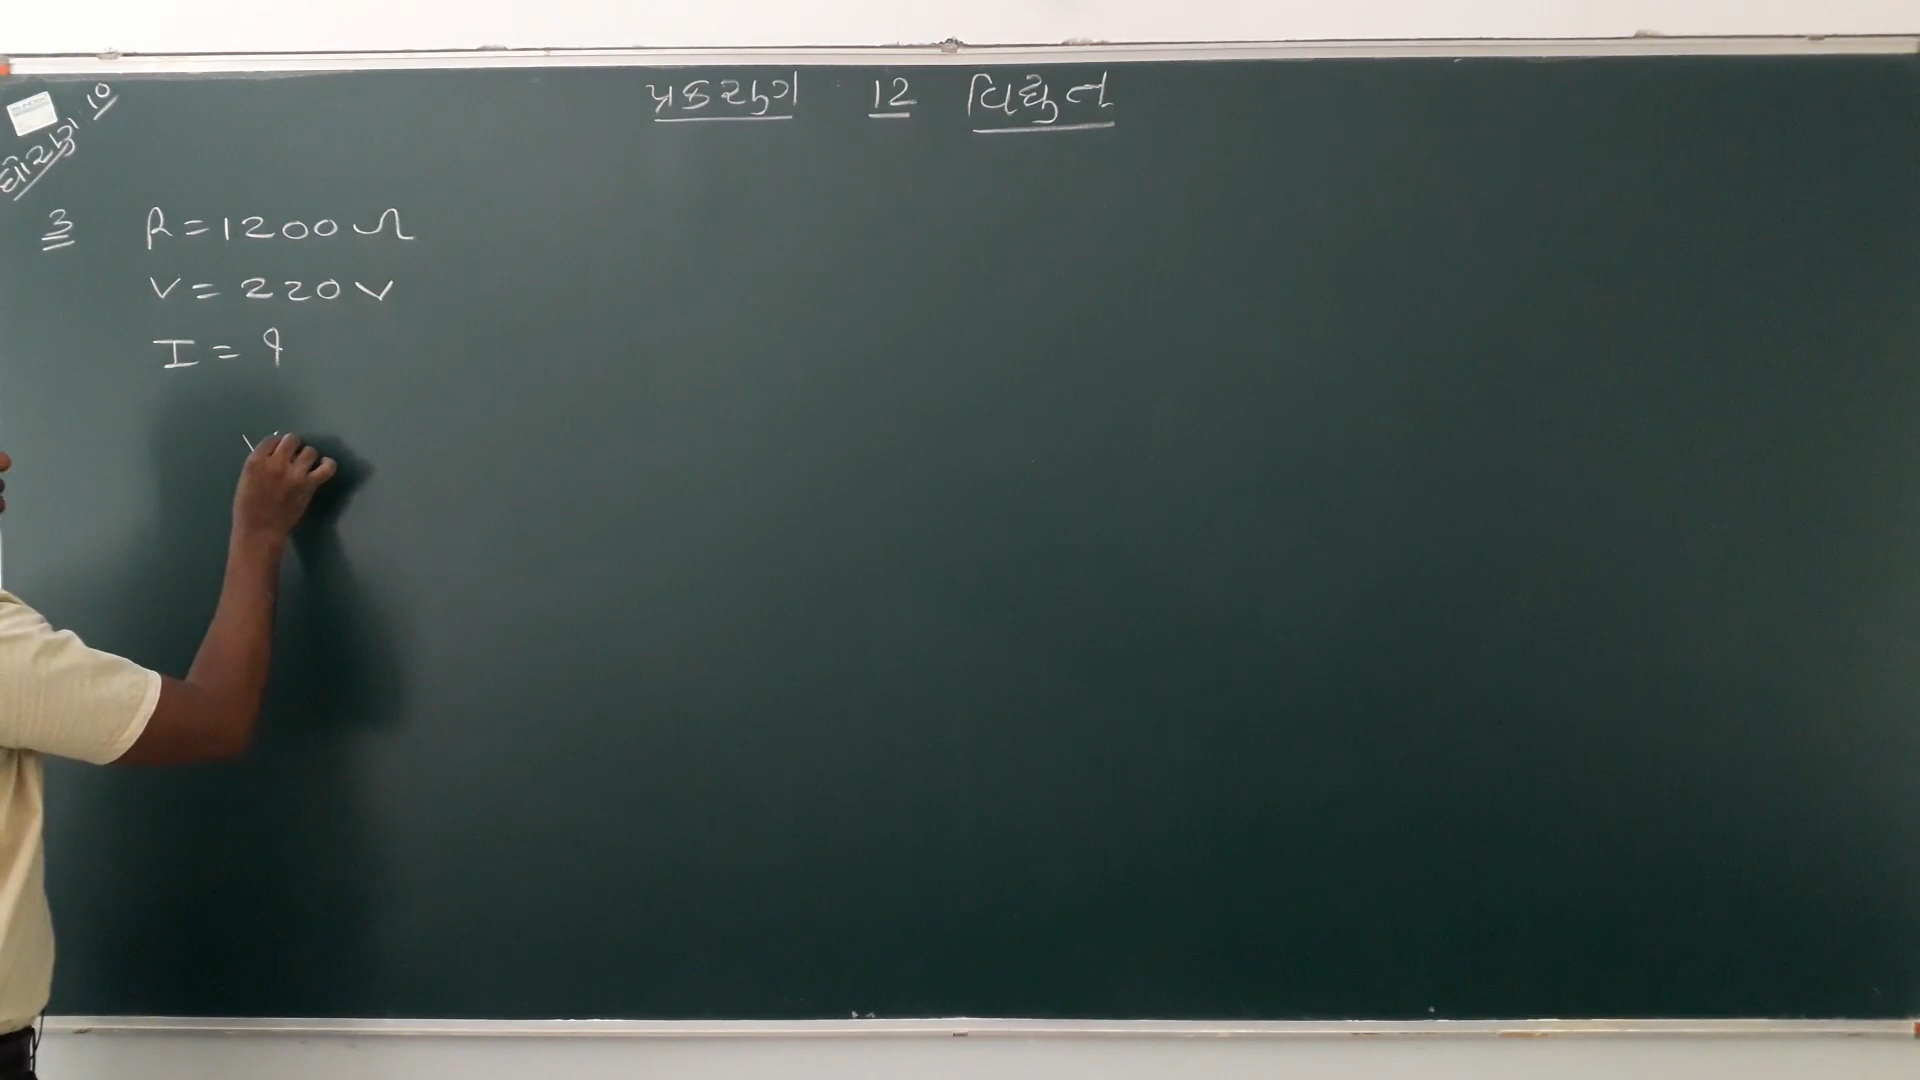 ધોરણ : 10
પ્રકરણ 12 વિદ્યુત
3 R = 1200 Ω
V = 220 V
I = ?
V